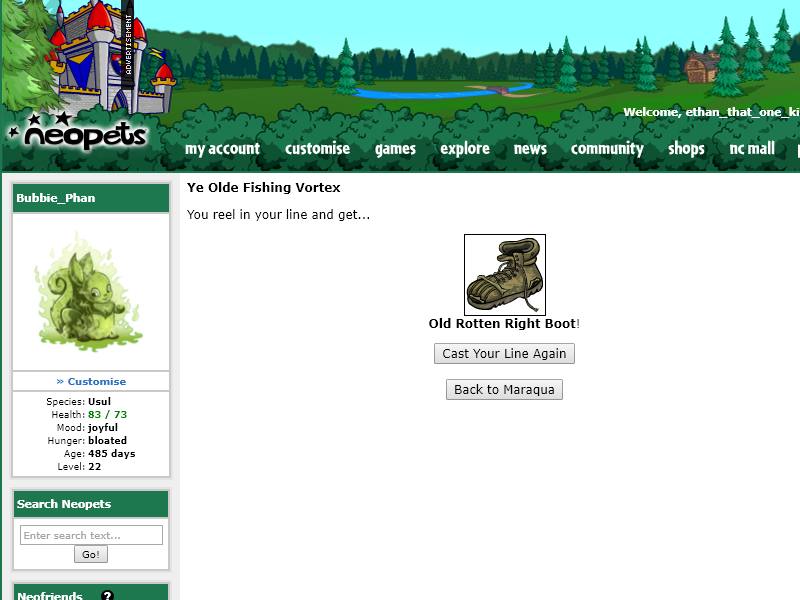 ADVERTISEMENT
Welcome, ethan_that_one_ki
neopets
my account customise games explore news community shops nc mall
Bubbie_Phan
» Customise
Species: Usul
Health: 83 / 73
Mood: joyful
Hunger: bloated
Age: 485 days
Level: 22
Search Neopets
Enter search text...
Go!
Neofriends ?
Ye Olde Fishing Vortex
You reel in your line and get...
Old Rotten Right Boot!
Cast Your Line Again
Back to Maraqua